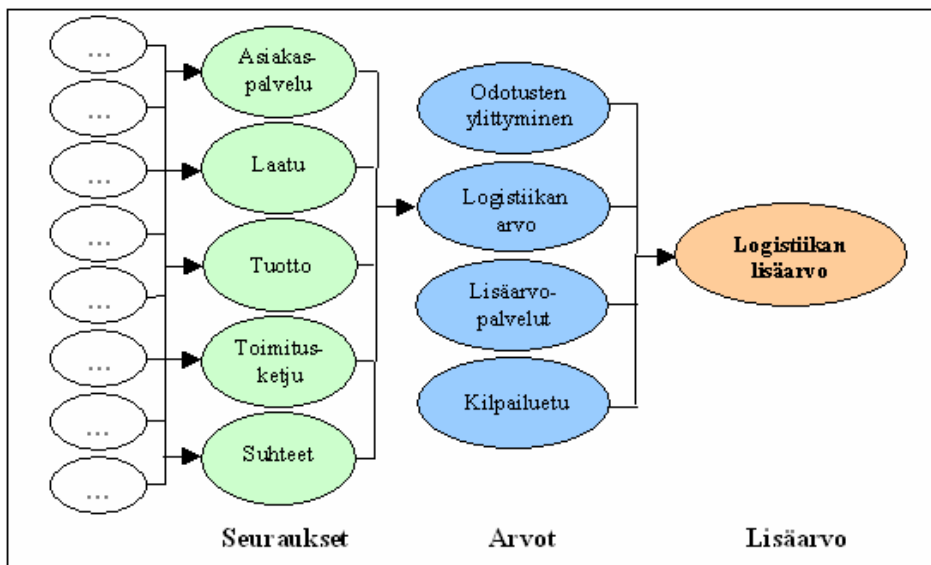 ...
...
...
...
...
...
...
...
Asiakas-
palvelu
Laatu
Tuotto
Toimitus-
ketju
Suhteet
Odotusten
ylittyminen
Logistiikan
arvo
Lisäarvo-
palvelut
Kilpailuetu
Logistiikan
lisäarvo
Seuraukset
Arvot
Lisäarvo